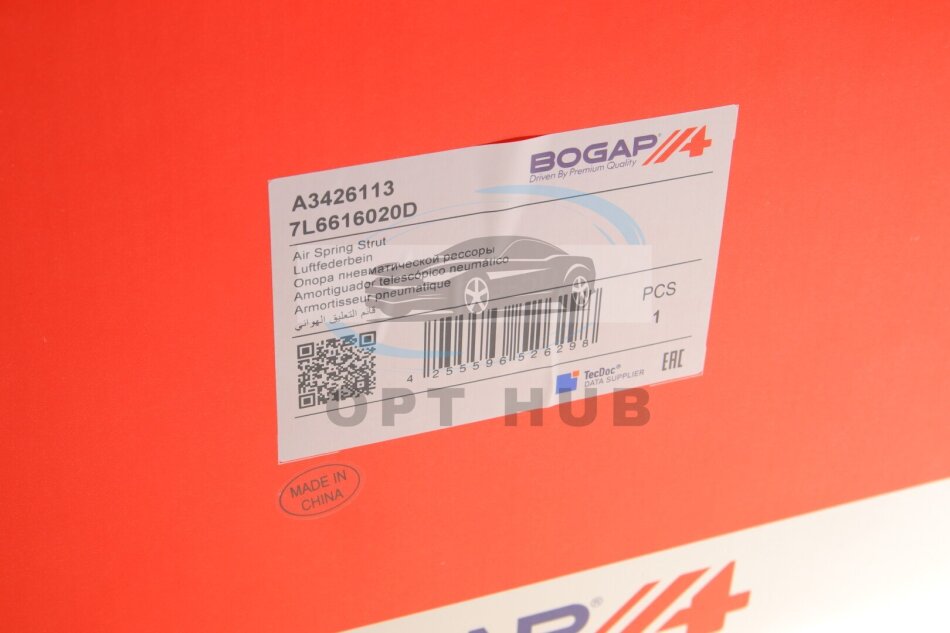 BOGAP®
Driven By Premium Quality
A3426113
7L6616020D
Air Spring Strut
Luftfederbein
Опора пневматической рессоры
Amortiguador telescópico neumático
Amortisseur pneumatique
قائم التعليق الهوائي
PCS
1
4 255596 526298
TecDoc®
DATA SUPPLIER
EAC
OPT HUB
MADE IN
CHINA
BOGAP®